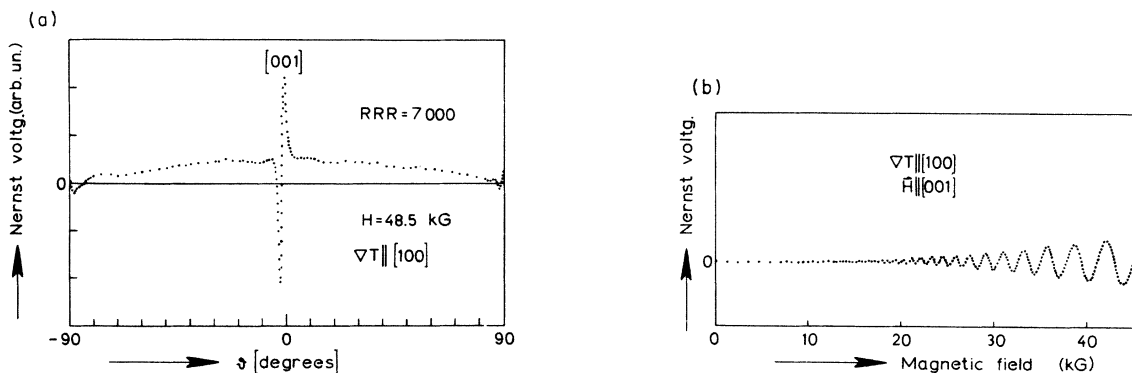 (a)
Nernst voltg.(arb.un.)
[001]
RRR=7000
0
H=48.5 kG
∇T∥[100]
-90 0 90
ϑ [degrees]
(b)
Nernst voltg.
∇T∥[100]
H⃗∥[001]
0
0 10 20 30 40
Magnetic field (kG)